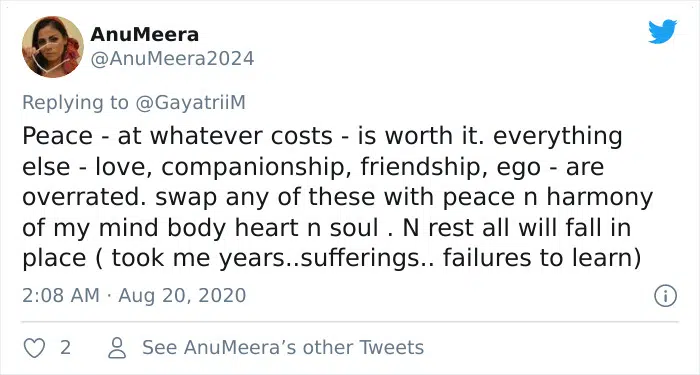 AnuMeera
@AnuMeera2024
Replying to @GayatriiM
Peace - at whatever costs - is worth it. everything
else - love, companionship, friendship, ego - are
overrated. swap any of these with peace n harmony
of my mind body heart n soul . N rest all will fall in
place ( took me years..sufferings.. failures to learn)
2:08 AM · Aug 20, 2020
2 See AnuMeera’s other Tweets